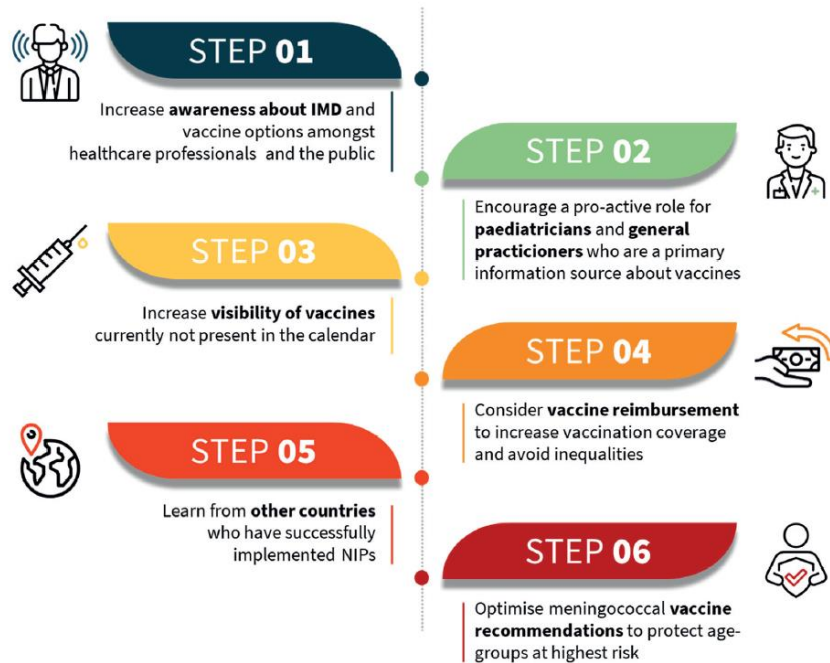 STEP 01
Increase awareness about IMD and
vaccine options amongst
healthcare professionals and the public
STEP 02
Encourage a pro-active role for
paediatricians and general
practicioners who are a primary
information source about vaccines
STEP 03
Increase visibility of vaccines
currently not present in the calendar
STEP 04
Consider vaccine reimbursement
to increase vaccination coverage
and avoid inequalities
STEP 05
Learn from other countries
who have successfully
implemented NIPs
STEP 06
Optimise meningococcal vaccine
recommendations to protect age-
groups at highest risk